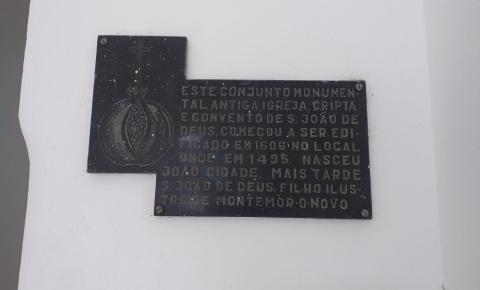 ESTE CONJUNTO MONUMEN-
TAL ANTIGA IGREJA, CRIPTA
E CONVENTO DE S. JOÃO DE
DEUS, COMEÇOU A SER EDI-
FICADO EM 1606 NO LOCAL
ONDE EM 1495, NASCEU
JOÃO CIDADE, MAIS TARDE
S. JOÃO DE DEUS, FILHO ILUS-
TRE DE MONTEMOR-O-NOVO